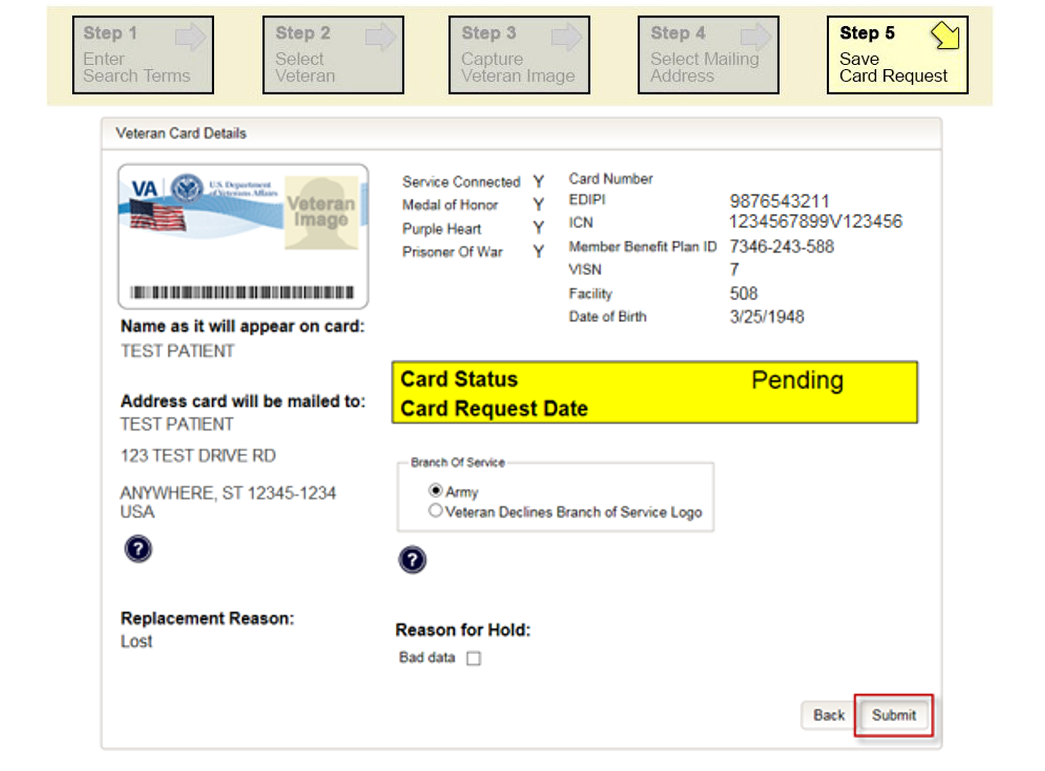 Step 1
Enter
Search Terms
Step 2
Select
Veteran
Step 3
Capture
Veteran Image
Step 4
Select Mailing
Address
Step 5
Save
Card Request
Veteran Card Details
VA
U.S. Department
of Veterans Affairs
Veteran
Image
Name as it will appear on card:
TEST PATIENT
Address card will be mailed to:
TEST PATIENT
123 TEST DRIVE RD
ANYWHERE, ST 12345-1234
USA
?
Replacement Reason:
Lost
Service Connected Y
Medal of Honor Y
Purple Heart Y
Prisoner Of War Y
Card Number
EDIPI 9876543211
ICN 1234567899V123456
Member Benefit Plan ID 7346-243-588
VISN 7
Facility 508
Date of Birth 3/25/1948
Card Status Pending
Card Request Date
Branch Of Service
Army
Veteran Declines Branch of Service Logo
?
Reason for Hold:
Bad data
Back Submit